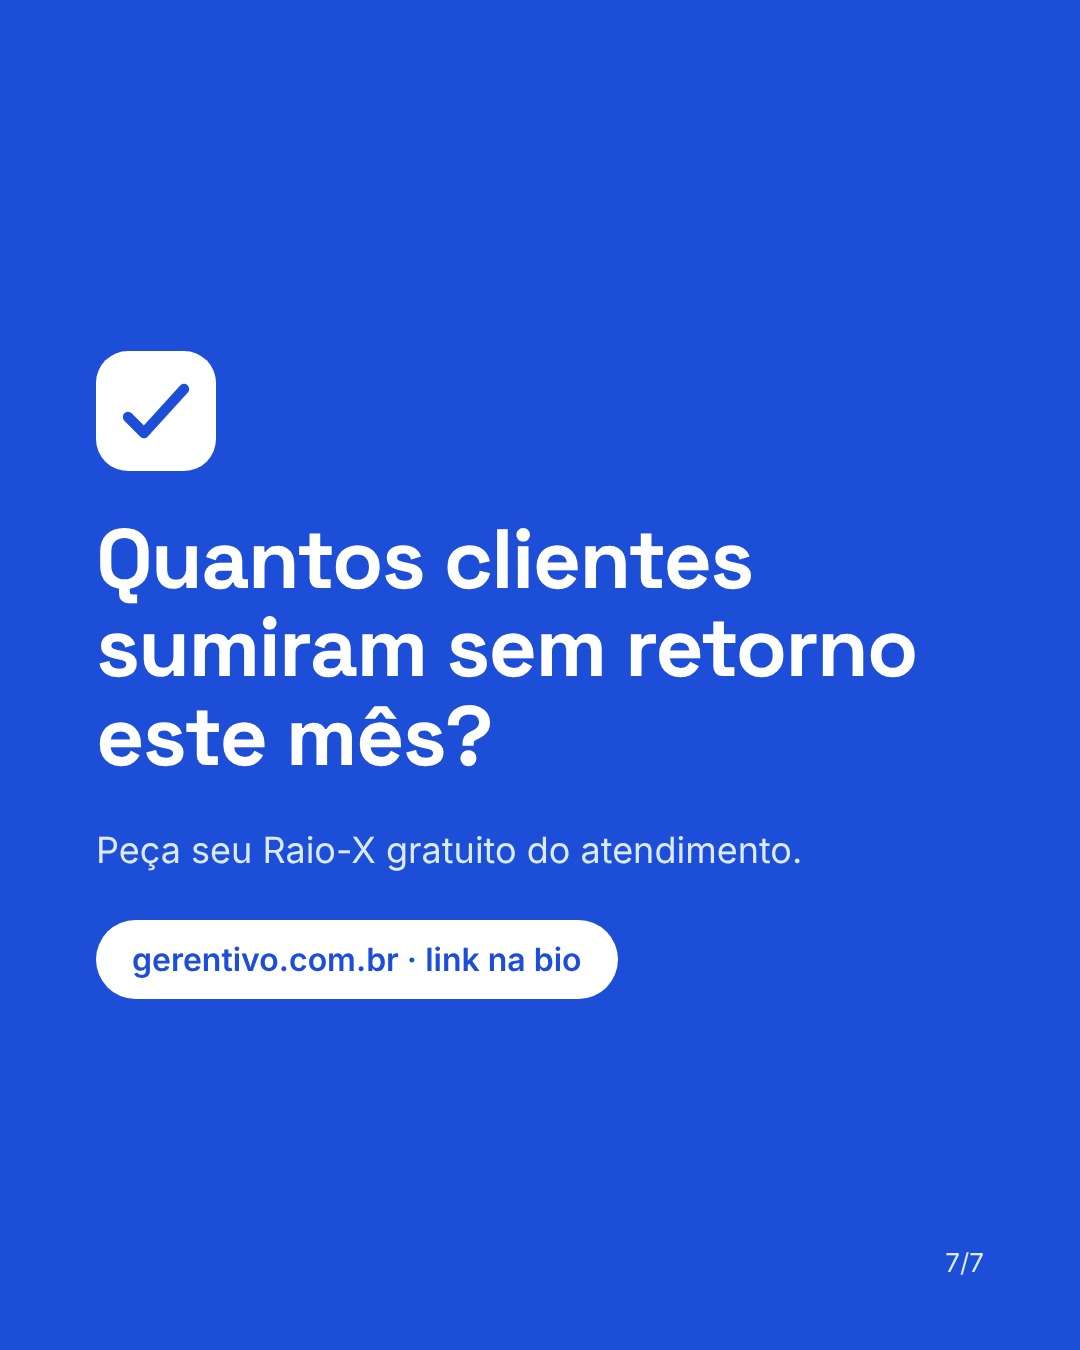 Quantos clientes
sumiram sem retorno
este mês?
Peça seu Raio-X gratuito do atendimento.
gerentivo.com.br · link na bio
7/7